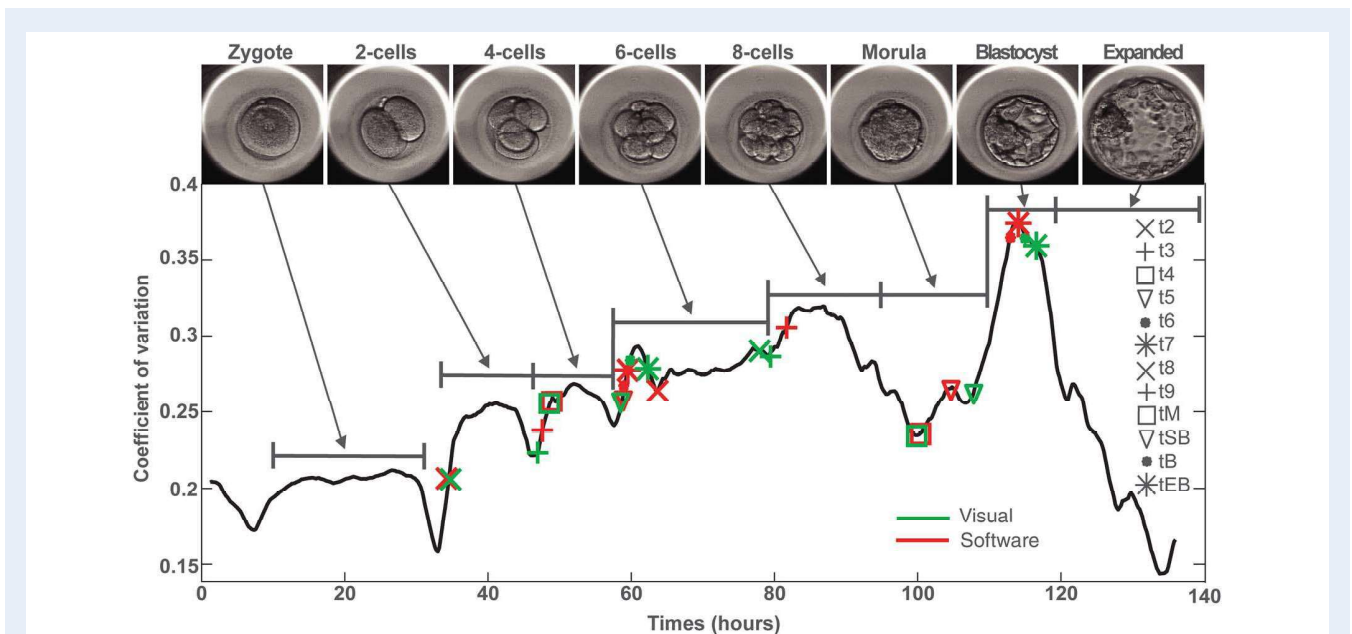 Zygote 2-cells 4-cells 6-cells 8-cells Morula Blastocyst Expanded
0.4
0.35
0.3
0.25
0.2
0.15
Coefficient of variation
t2
t3
t4
t5
t6
t7
t8
t9
tM
tSB
tB
tEB
Visual
Software
0 20 40 60 80 100 120 140
Times (hours)